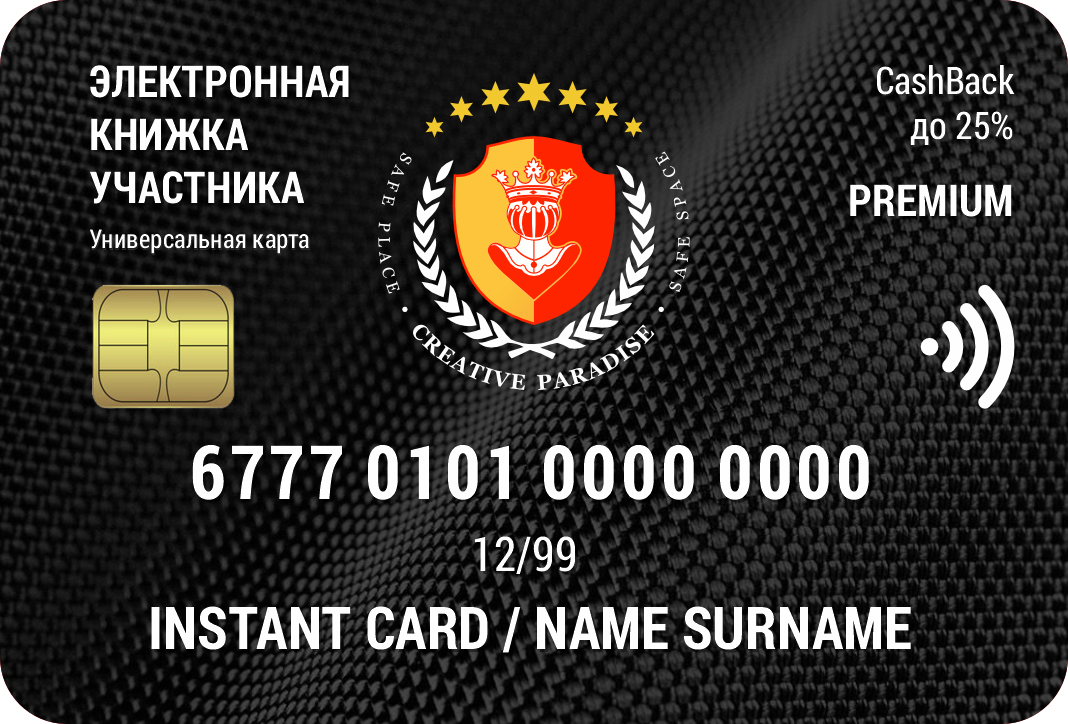 ЭЛЕКТРОННАЯ
КНИЖКА
УЧАСТНИКА
Универсальная карта
CashBack
до 25%
PREMIUM
SAFE PLACE • CREATIVE PARADISE • SAFE SPACE
6777 0101 0000 0000
12/99
INSTANT CARD / NAME SURNAME